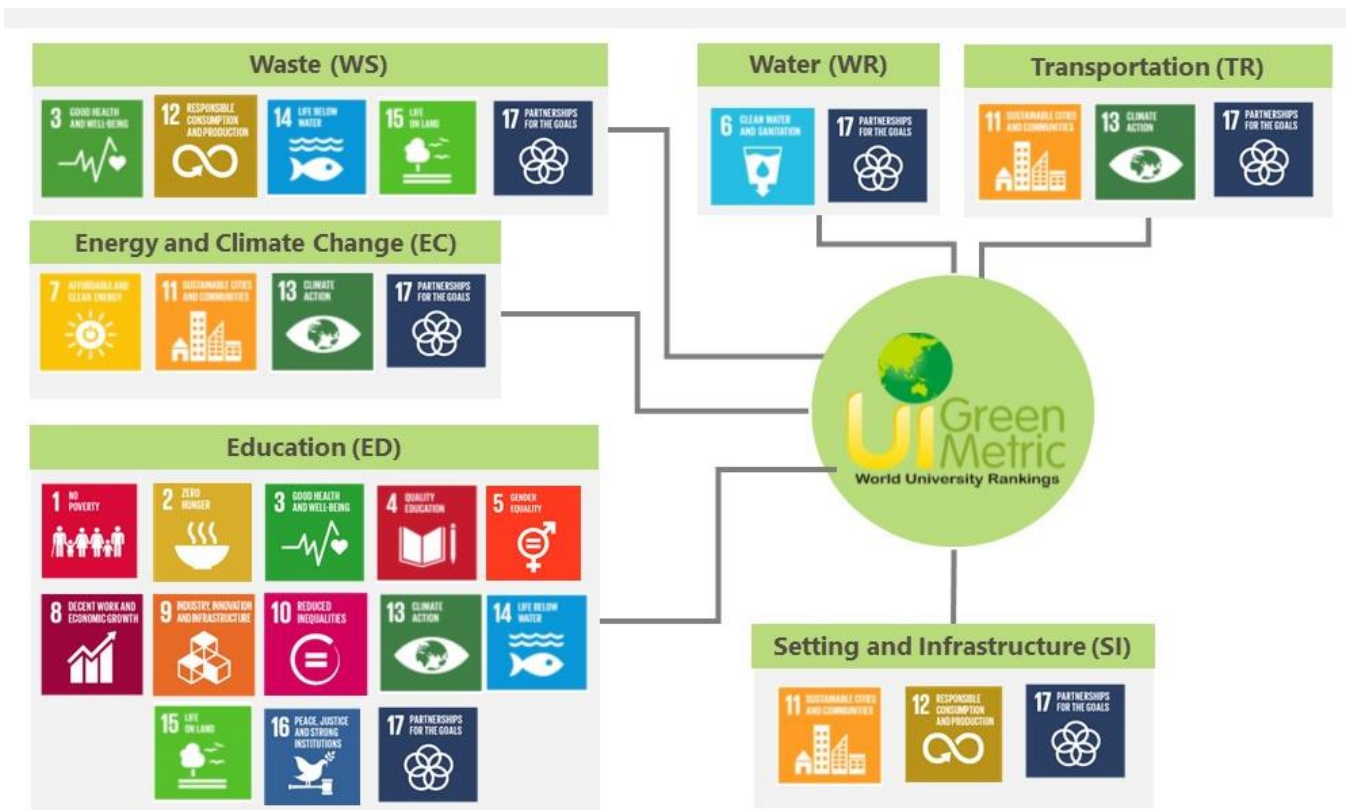 Waste (WS)
3 GOOD HEALTH
AND WELL-BEING
12 RESPONSIBLE
CONSUMPTION
AND PRODUCTION
14 LIFE BELOW
WATER
15 LIFE
ON LAND
17 PARTNERSHIPS
FOR THE GOALS
Water (WR)
6 CLEAN WATER
AND SANITATION
17 PARTNERSHIPS
FOR THE GOALS
Transportation (TR)
11 SUSTAINABLE CITIES
AND COMMUNITIES
13 CLIMATE
ACTION
17 PARTNERSHIPS
FOR THE GOALS
Energy and Climate Change (EC)
7 AFFORDABLE AND
CLEAN ENERGY
11 SUSTAINABLE CITIES
AND COMMUNITIES
13 CLIMATE
ACTION
17 PARTNERSHIPS
FOR THE GOALS
UI Green
Metric
World University Rankings
Education (ED)
1 NO
POVERTY
2 ZERO
HUNGER
3 GOOD HEALTH
AND WELL-BEING
4 QUALITY
EDUCATION
5 GENDER
EQUALITY
8 DECENT WORK AND
ECONOMIC GROWTH
9 INDUSTRY, INNOVATION
AND INFRASTRUCTURE
10 REDUCED
INEQUALITIES
13 CLIMATE
ACTION
14 LIFE BELOW
WATER
15 LIFE
ON LAND
16 PEACE, JUSTICE
AND STRONG
INSTITUTIONS
17 PARTNERSHIPS
FOR THE GOALS
Setting and Infrastructure (SI)
11 SUSTAINABLE CITIES
AND COMMUNITIES
12 RESPONSIBLE
CONSUMPTION
AND PRODUCTION
17 PARTNERSHIPS
FOR THE GOALS